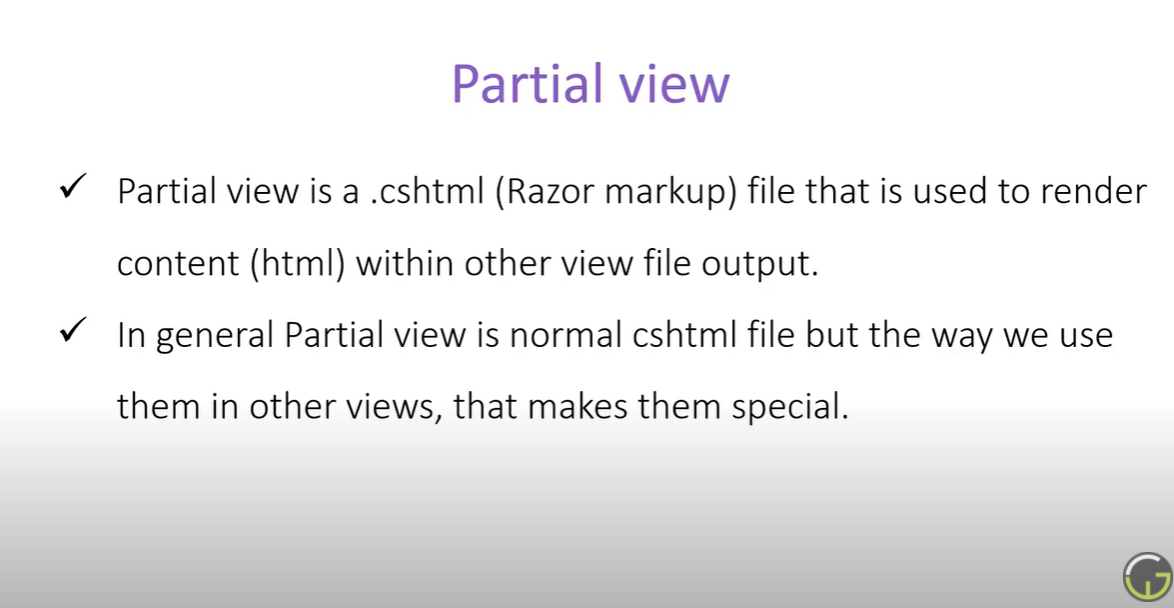 Partial view
✓ Partial view is a .cshtml (Razor markup) file that is used to render
content (html) within other view file output.
✓ In general Partial view is normal cshtml file but the way we use
them in other views, that makes them special.